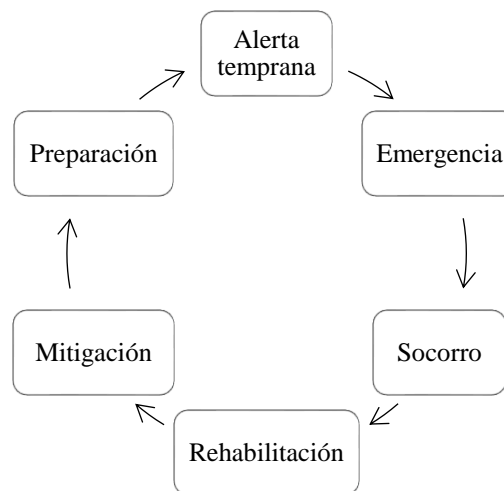 Alerta
temprana
Emergencia
Socorro
Rehabilitación
Mitigación
Preparación